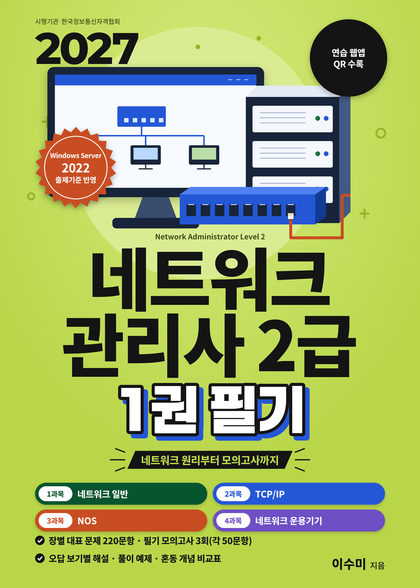 시행기관 한국정보통신자격협회
2027
연습 웹앱
QR 수록
Windows Server
2022
출제기준 반영
Network Administrator Level 2
네트워크
관리사 2급
1권 필기
네트워크 원리부터 모의고사까지
1과목 네트워크 일반
2과목 TCP/IP
3과목 NOS
4과목 네트워크 운용기기
장별 대표 문제 220문항 · 필기 모의고사 3회(각 50문항)
오답 보기별 해설 · 풀이 예제 · 혼동 개념 비교표
이수미 지음